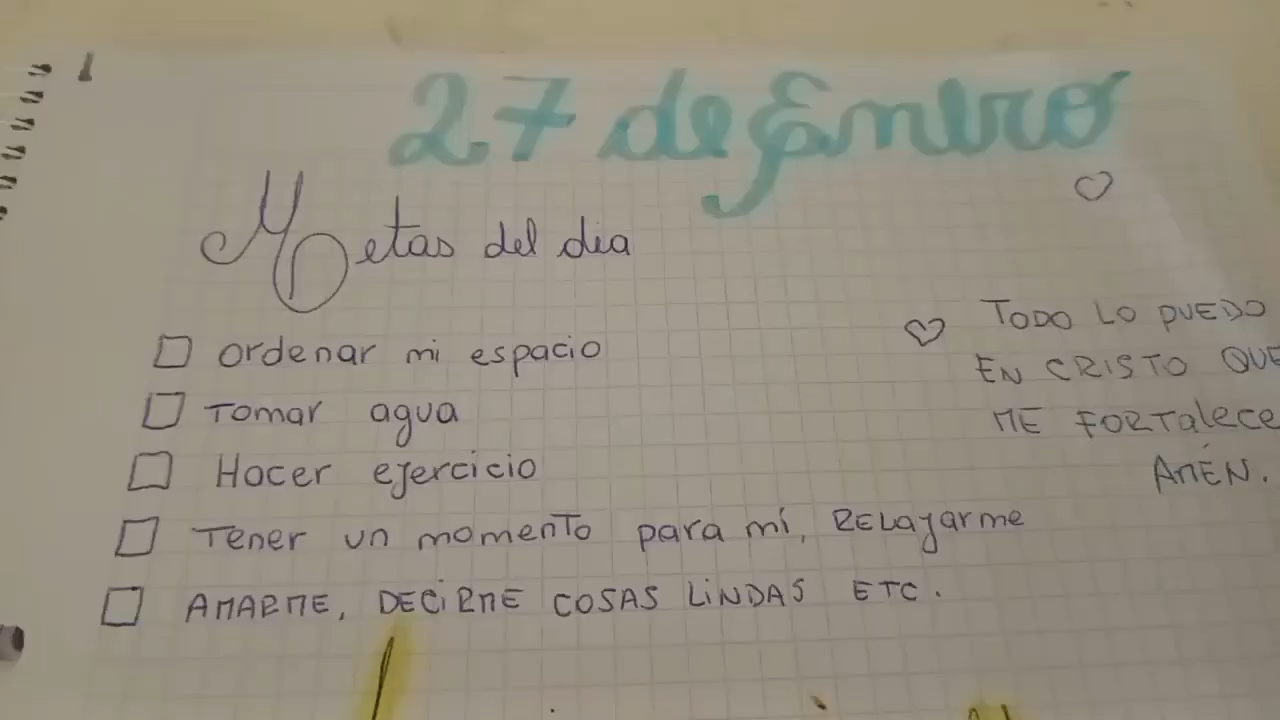 27 de Enero
Metas del dia
Ordenar mi espacio
Tomar agua
Hacer ejercicio
Tener un momento para mí, RELajarme
AMARME, DECIRME COSAS LINDAS ETC.
TODO LO PUEDO
EN CRISTO QUE
ME FORTalece
AMÉN.